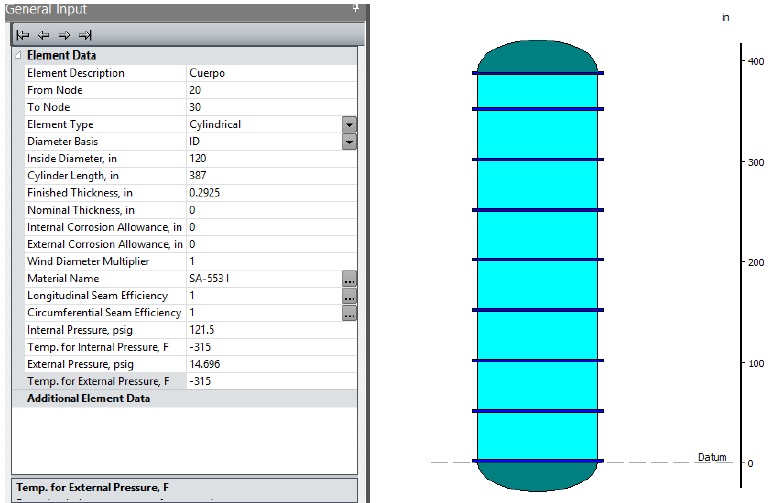 General Input
Element Data
Element Description Cuerpo
From Node 20
To Node 30
Element Type Cylindrical
Diameter Basis ID
Inside Diameter, in 120
Cylinder Length, in 387
Finished Thickness, in 0.2925
Nominal Thickness, in 0
Internal Corrosion Allowance, in 0
External Corrosion Allowance, in 0
Wind Diameter Multiplier 1
Material Name SA-553 I ...
Longitudinal Seam Efficiency 1 ...
Circumferential Seam Efficiency 1 ...
Internal Pressure, psig 121.5
Temp. for Internal Pressure, F -315
External Pressure, psig 14.696
Temp. for External Pressure, F -315
Additional Element Data
Temp. for External Pressure, F
in
400
300
200
100
Datum 0